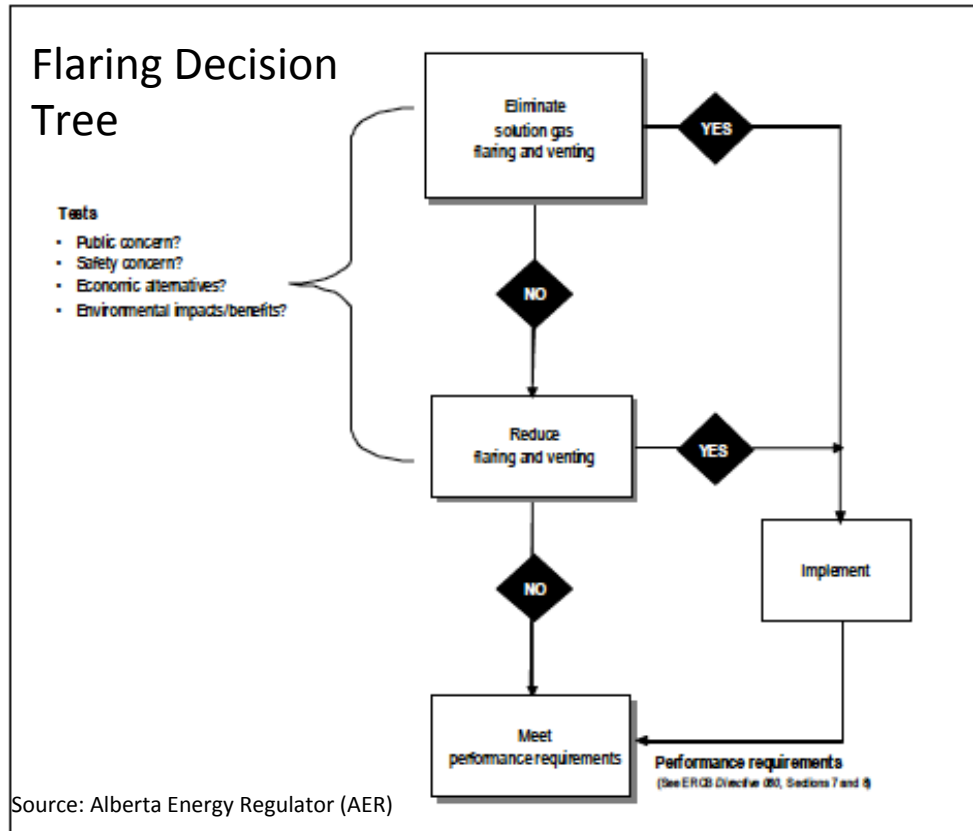 Flaring Decision
Tree
Eliminate
solution gas
flaring and venting
YES
Tests
• Public concern?
• Safety concern?
• Economic alternatives?
• Environmental impacts/benefits?
NO
Reduce
flaring and venting
YES
NO
Implement
Meet
performance requirements
Performance requirements
(See ERCB Directive 060, Sections 7 and 8)
Source: Alberta Energy Regulator (AER)